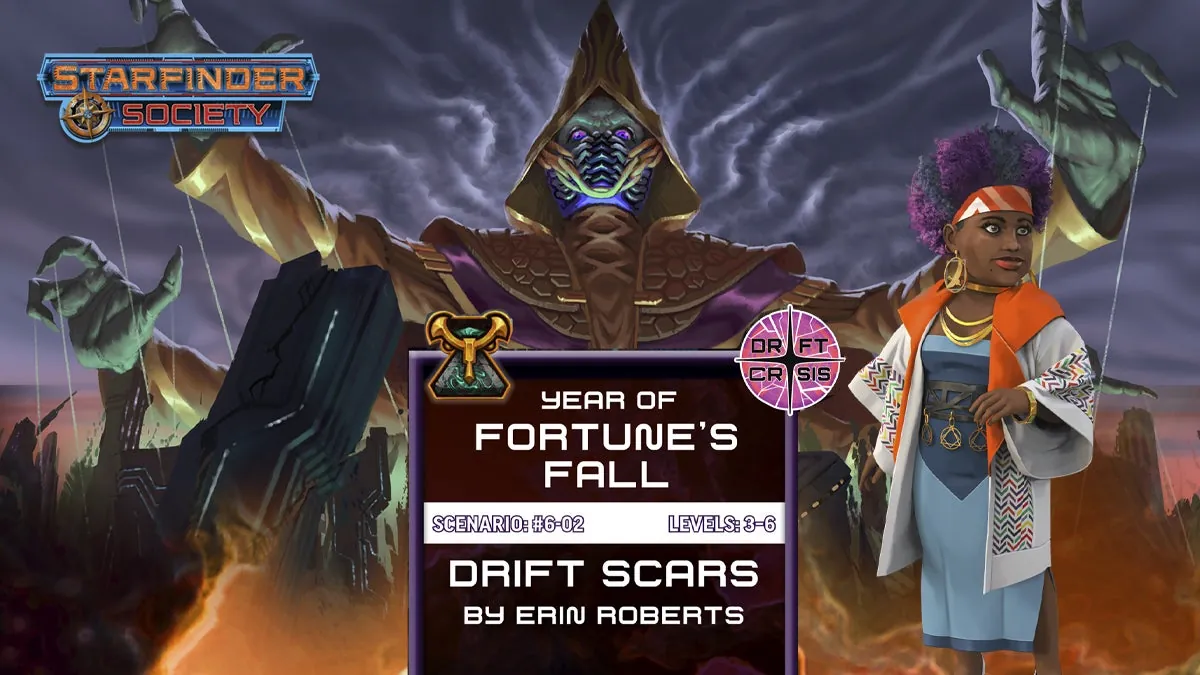 STARFINDER
SOCIETY
DRIFT
CRISIS
YEAR OF
FORTUNE'S
FALL
SCENARIO: #6-02 LEVELS: 3-6
DRIFT SCARS
BY ERIN ROBERTS